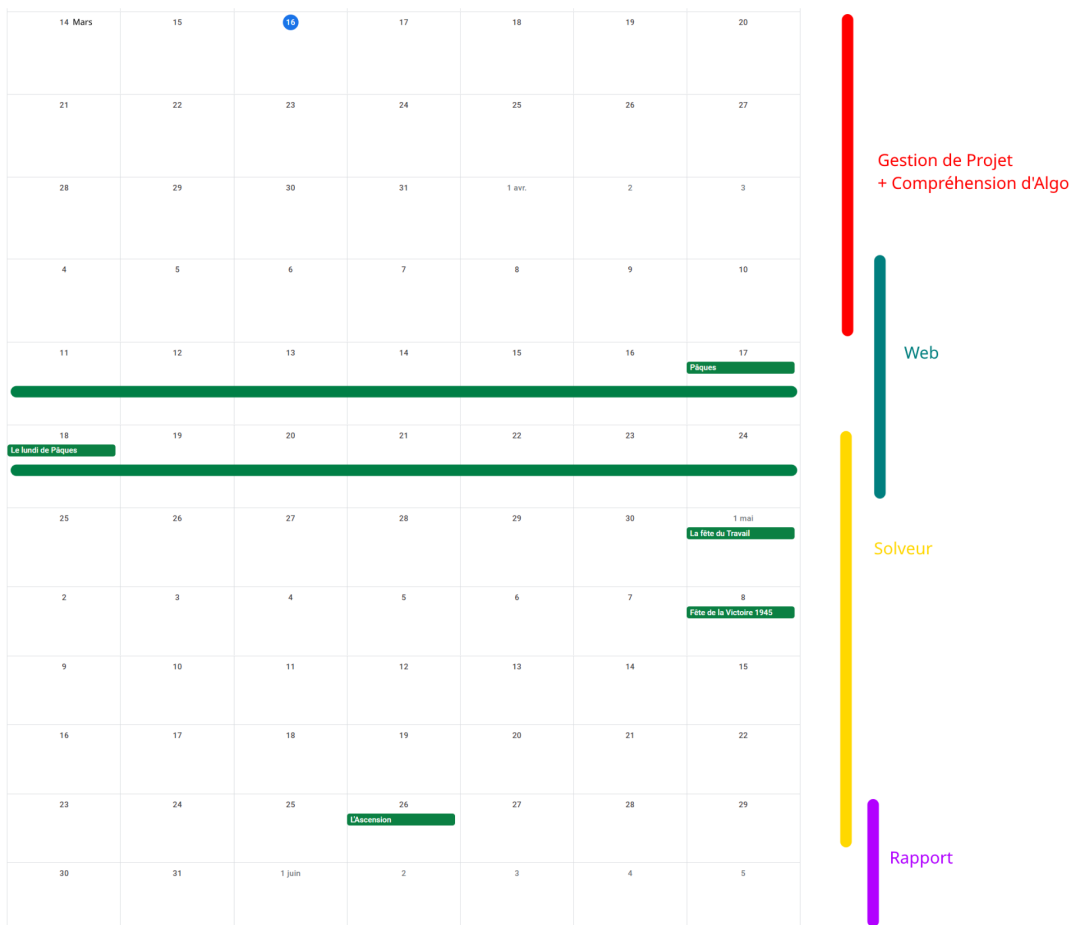 14 Mars 15 16 17 18 19 20
21 22 23 24 25 26 27
Gestion de Projet
+ Compréhension d'Algo
28 29 30 31 1 avr. 2 3
4 5 6 7 8 9 10
11 12 13 14 15 16 17
Web
Pâques
18 19 20 21 22 23 24
Le lundi de Pâques
25 26 27 28 29 30 1 mai
La fête du Travail
Solveur
2 3 4 5 6 7 8
Fête de la Victoire 1945
9 10 11 12 13 14 15
16 17 18 19 20 21 22
23 24 25 26 27 28 29
L'Ascension
Rapport
30 31 1 juin 2 3 4 5